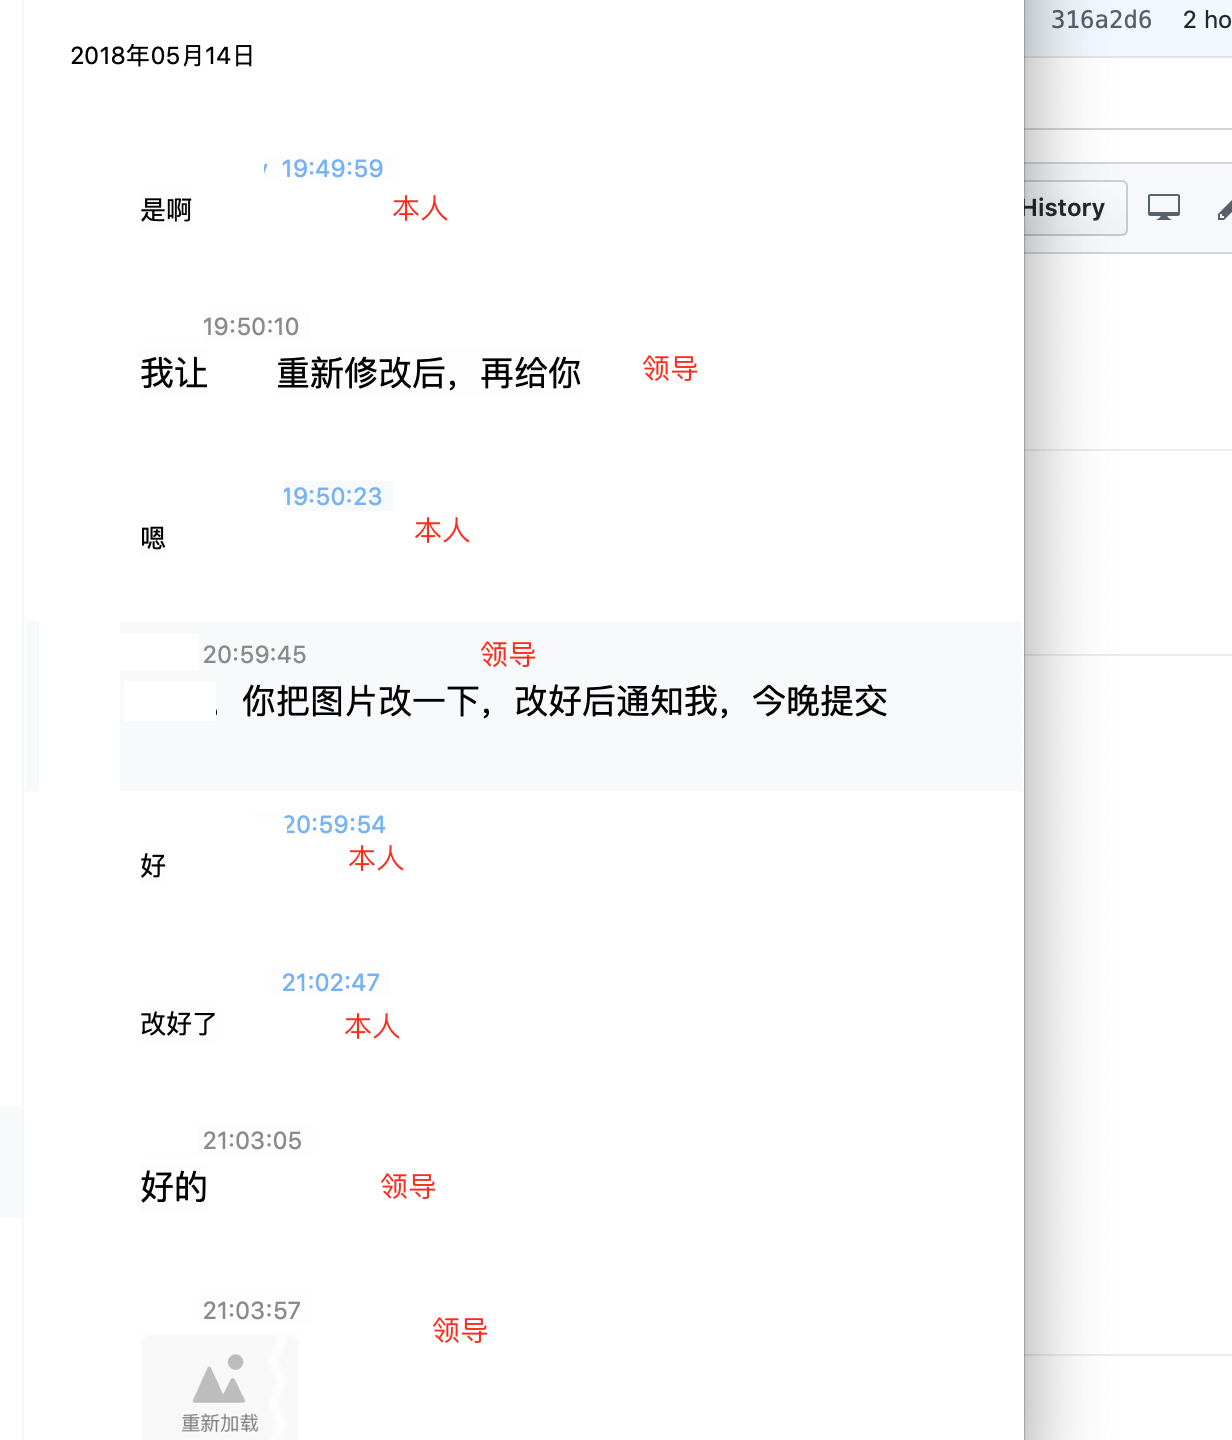 316a2d6 2 ho
2018年05月14日
19:49:59
是啊 本人
History
19:50:10
我让 重新修改后，再给你 领导
19:50:23
嗯 本人
20:59:45 领导
你把图片改一下，改好后通知我，今晚提交
20:59:54
好 本人
21:02:47
改好了 本人
21:03:05
好的 领导
21:03:57
领导
重新加载